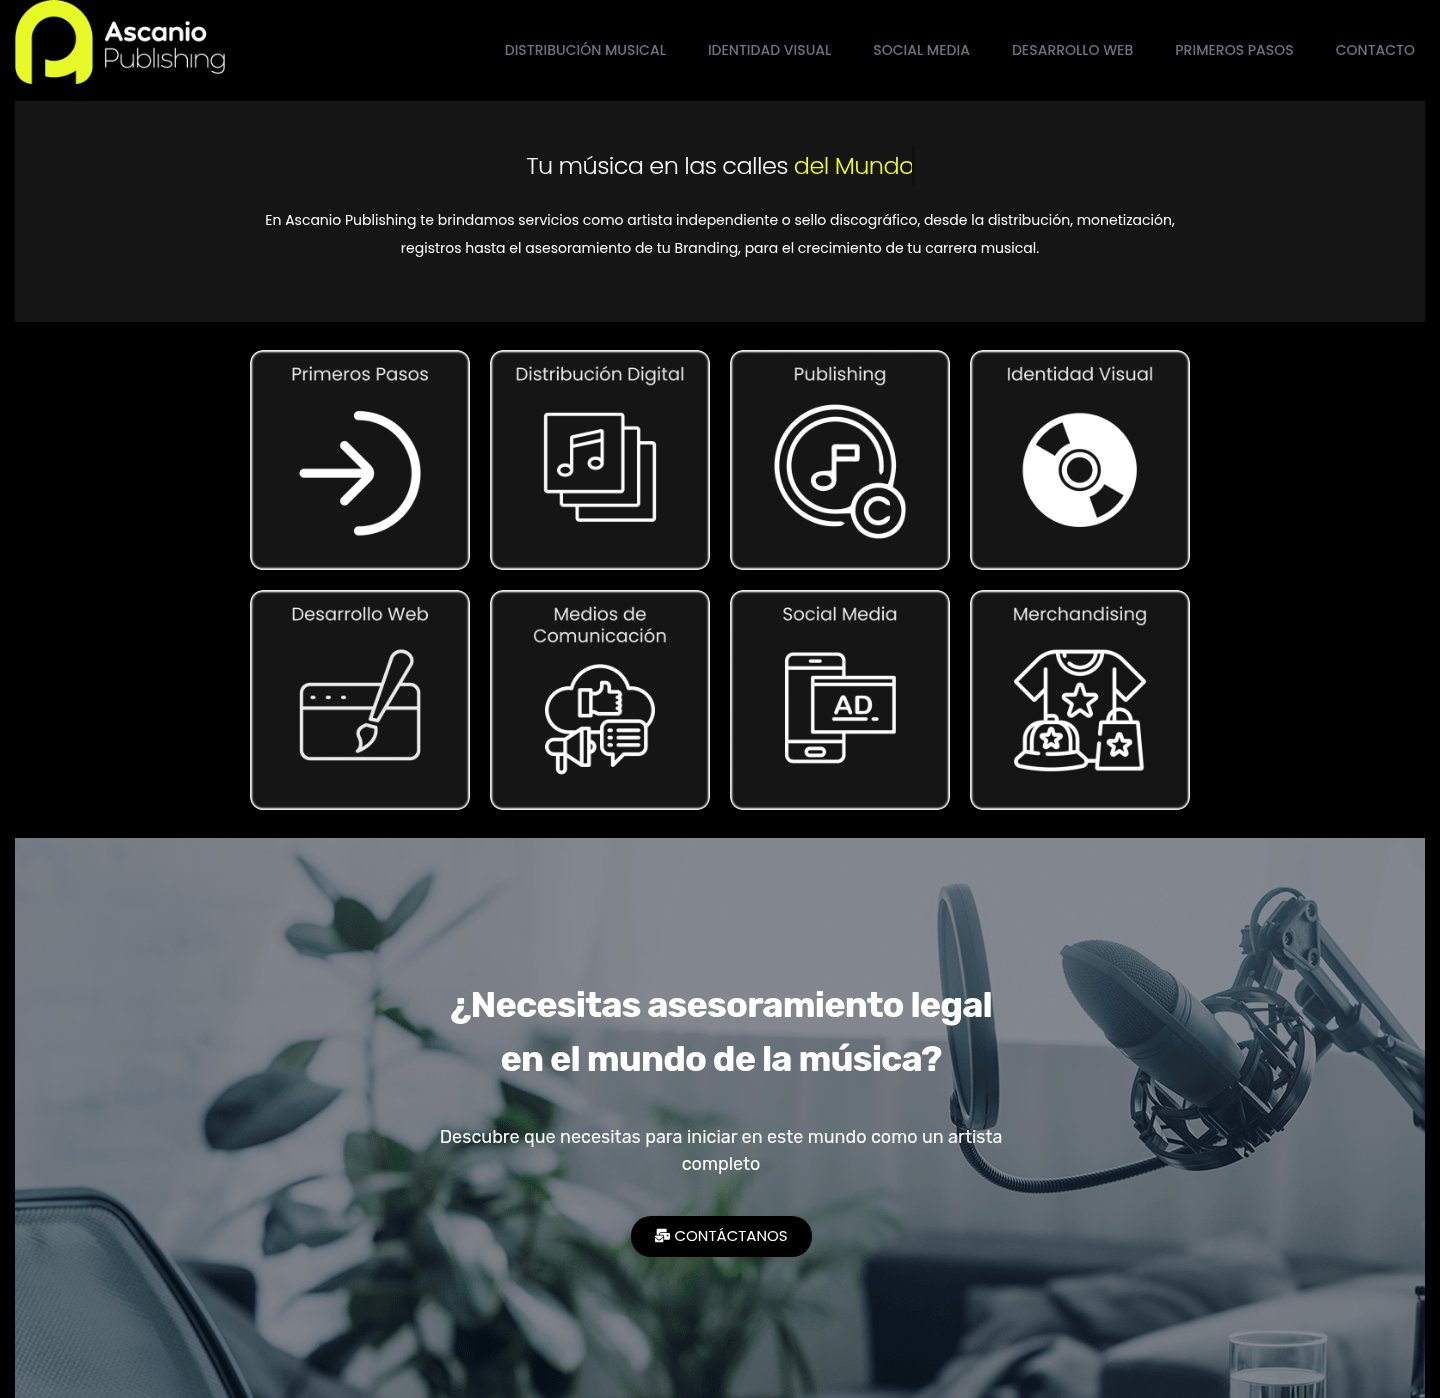 Ascanio
Publishing
DISTRIBUCIÓN MUSICAL
IDENTIDAD VISUAL
SOCIAL MEDIA
DESARROLLO WEB
PRIMEROS PASOS
CONTACTO
Tu música en las calles del Mundo
En Ascanio Publishing te brindamos servicios como artista independiente o sello discográfico, desde la distribución, monetización,
registros hasta el asesoramiento de tu Branding, para el crecimiento de tu carrera musical.
Primeros Pasos
Distribución Digital
Publishing
Identidad Visual
C
Desarrollo Web
Medios de
Comunicación
Social Media
Merchandising
AD
¿Necesitas asesoramiento legal
en el mundo de la música?
Descubre que necesitas para iniciar en este mundo como un artista
completo
CONTÁCTANOS